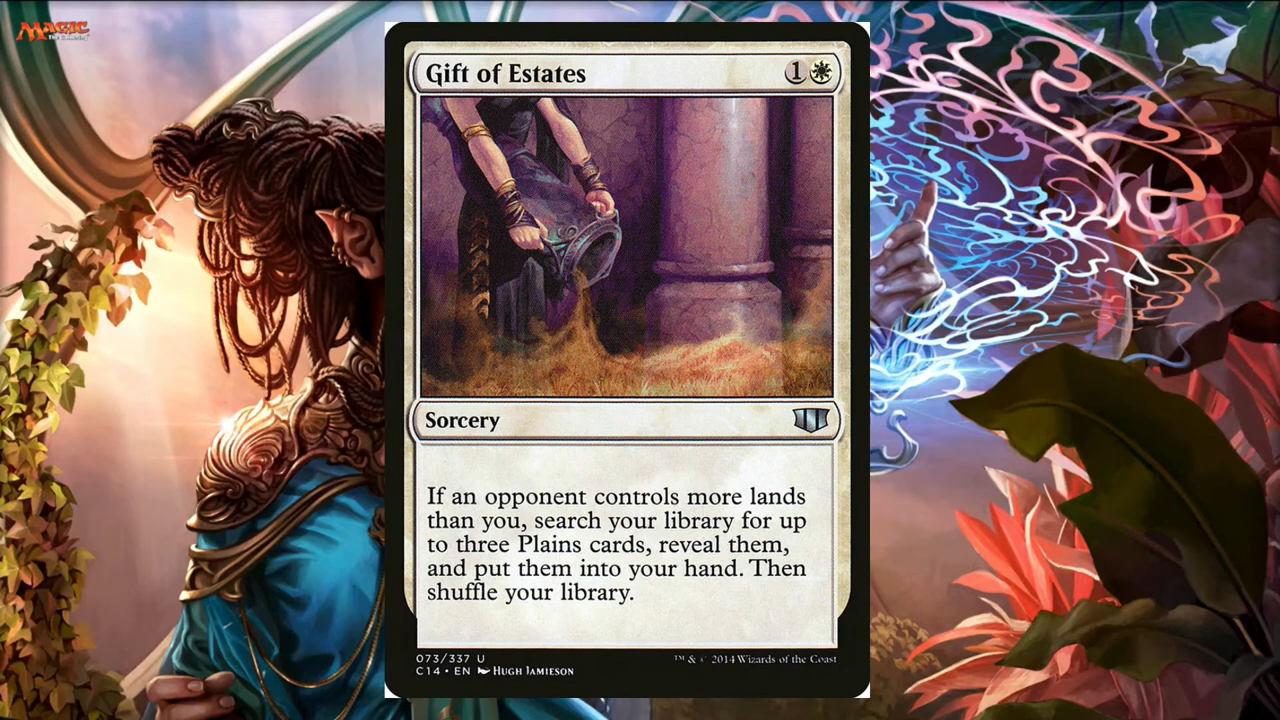 MAGIC
THE GATHERING
Gift of Estates 1
Sorcery
If an opponent controls more lands
than you, search your library for up
to three Plains cards, reveal them,
and put them into your hand. Then
shuffle your library.
073/337 U
C14 • EN HUGH JAMIESON
™ & © 2014 Wizards of the Coast